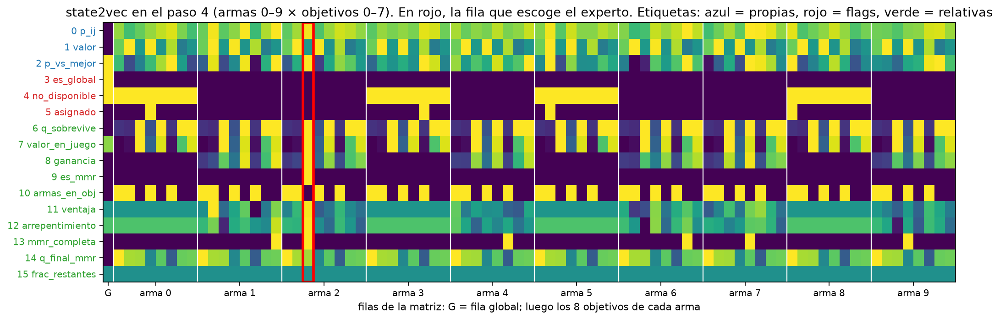 state2vec en el paso 4 (armas 0–9 × objetivos 0–7). En rojo, la fila que escoge el experto. Etiquetas: azul = propias, rojo = flags, verde = relativas
0 p_ij
1 valor
2 p_vs_mejor
3 es_global
4 no_disponible
5 asignado
6 q_sobrevive
7 valor_en_juego
8 ganancia
9 es_mmr
10 armas_en_obj
11 ventaja
12 arrepentimiento
13 mmr_completa
14 q_final_mmr
15 frac_restantes
G arma 0 arma 1 arma 2 arma 3 arma 4 arma 5 arma 6 arma 7 arma 8 arma 9
filas de la matriz: G = fila global; luego los 8 objetivos de cada arma